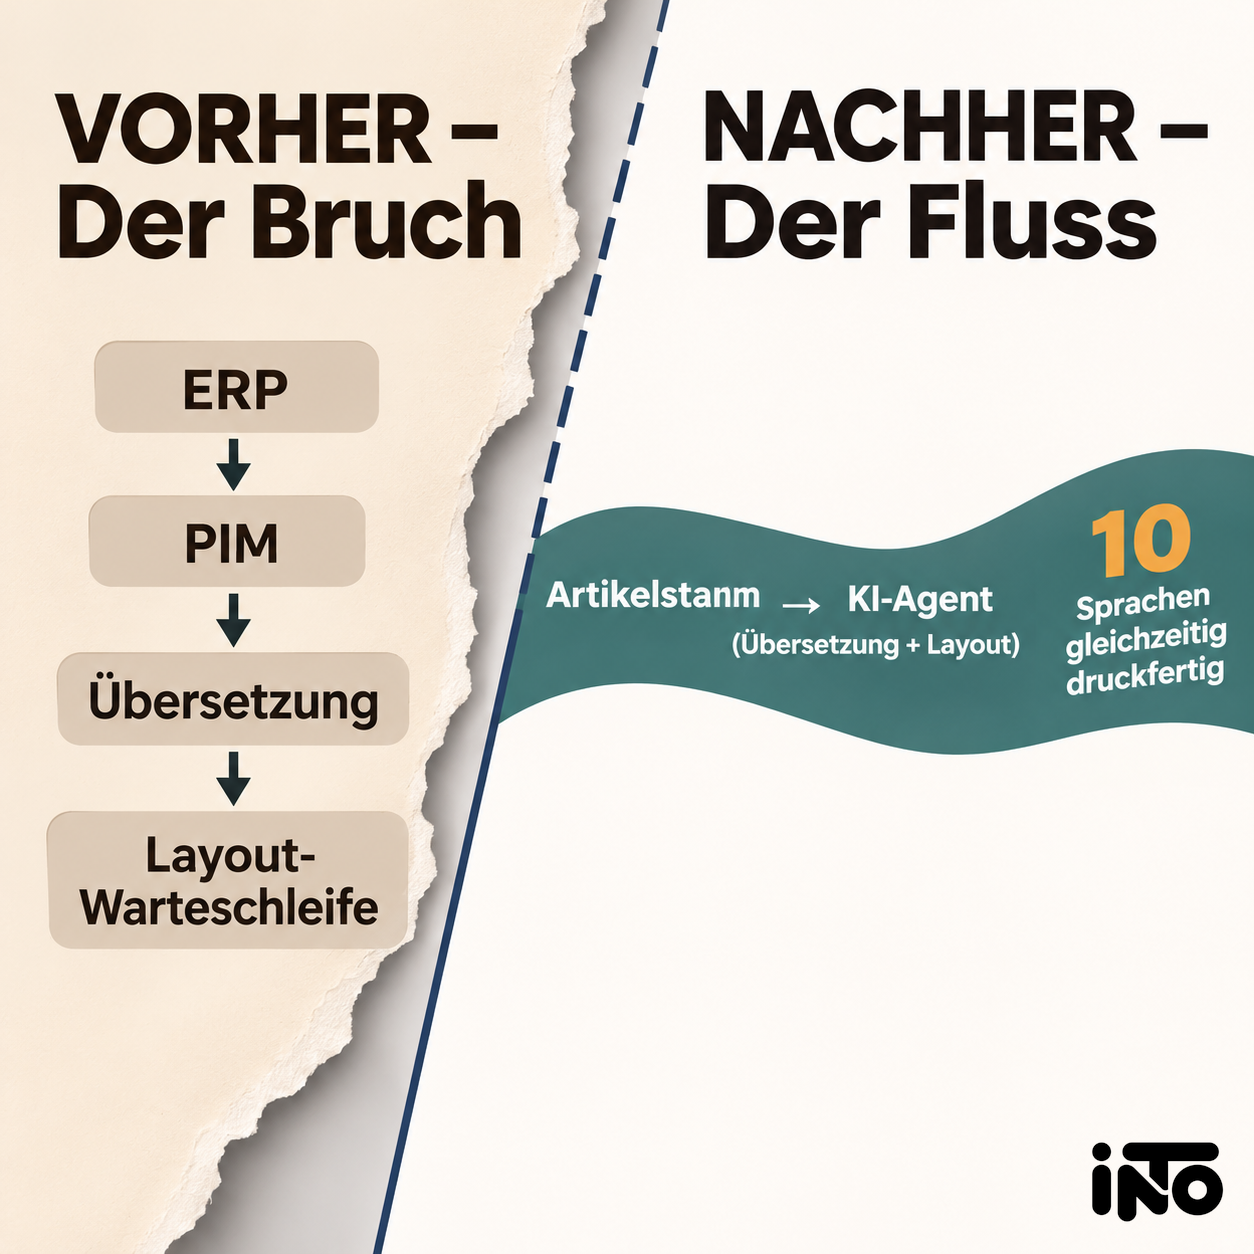 VORHER –
Der Bruch
ERP
PIM
Übersetzung
Layout-
Warteschleife
NACHHER –
Der Fluss
Artikelstanm → KI-Agent
(Übersetzung + Layout)
10
Sprachen
gleichzeitig
druckfertig
iNTO